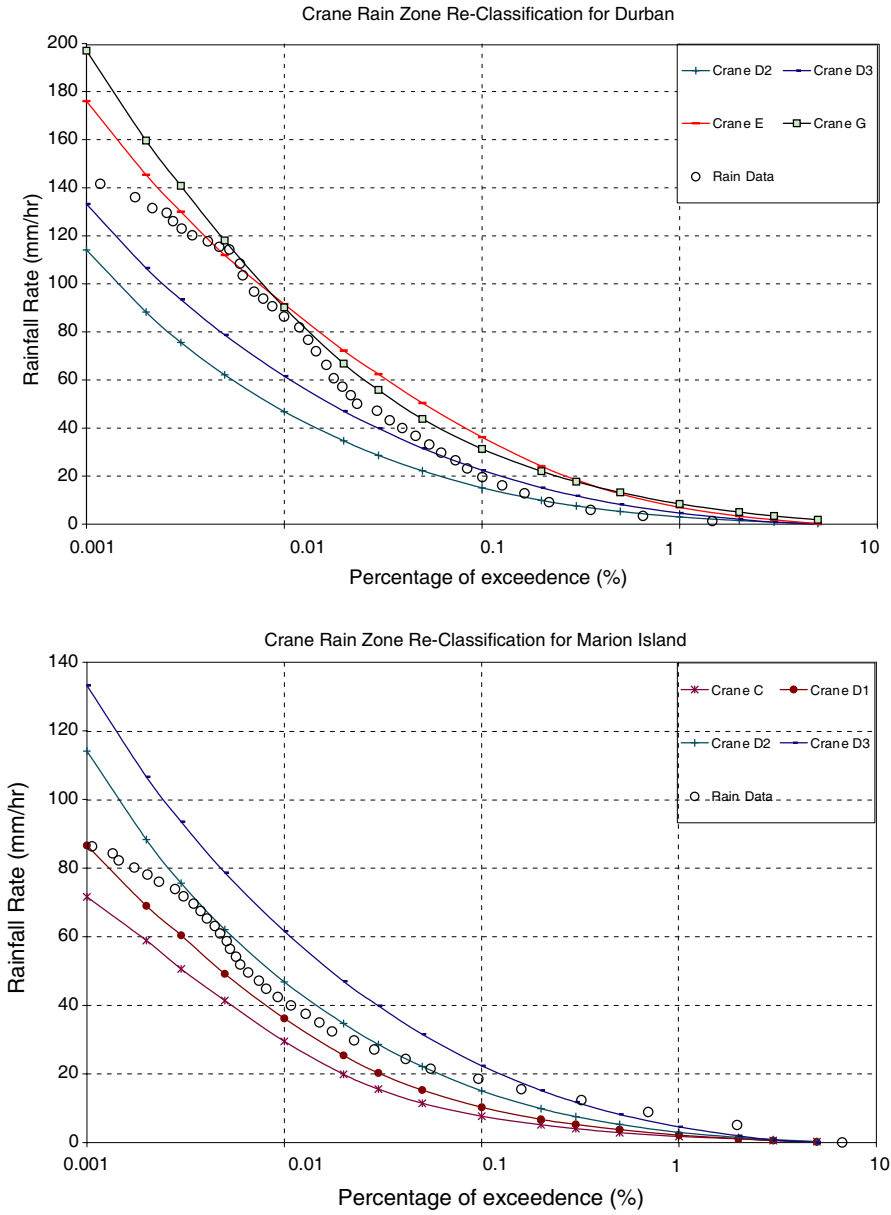 Crane Rain Zone Re-Classification for Durban
200
180
160
140
120
100
80
60
40
20
0
Rainfall Rate (mm/hr)
Crane D2 Crane D3
Crane E Crane G
Rain Data
0.001 0.01 0.1 1 10
Percentage of exceedence (%)
Crane Rain Zone Re-Classification for Marion Island
140
120
100
80
60
40
20
0
Rainfall Rate (mm/hr)
Crane C Crane D1
Crane D2 Crane D3
Rain Data
0.001 0.01 0.1 1 10
Percentage of exceedence (%)